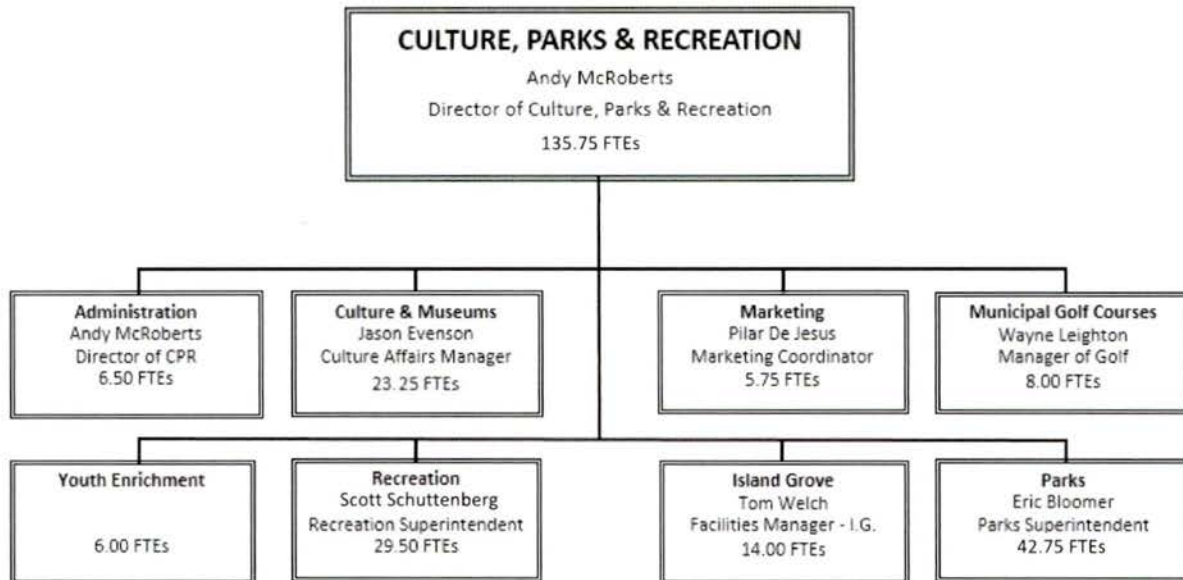 CULTURE, PARKS & RECREATION
Andy McRoberts
Director of Culture, Parks & Recreation
135.75 FTEs
Administration
Andy McRoberts
Director of CPR
6.50 FTEs
Culture & Museums
Jason Evenson
Culture Affairs Manager
23.25 FTEs
Marketing
Pilar De Jesus
Marketing Coordinator
5.75 FTEs
Municipal Golf Courses
Wayne Leighton
Manager of Golf
8.00 FTEs
Youth Enrichment
6.00 FTEs
Recreation
Scott Schuttenberg
Recreation Superintendent
29.50 FTEs
Island Grove
Tom Welch
Facilities Manager - I.G.
14.00 FTEs
Parks
Eric Bloomer
Parks Superintendent
42.75 FTEs